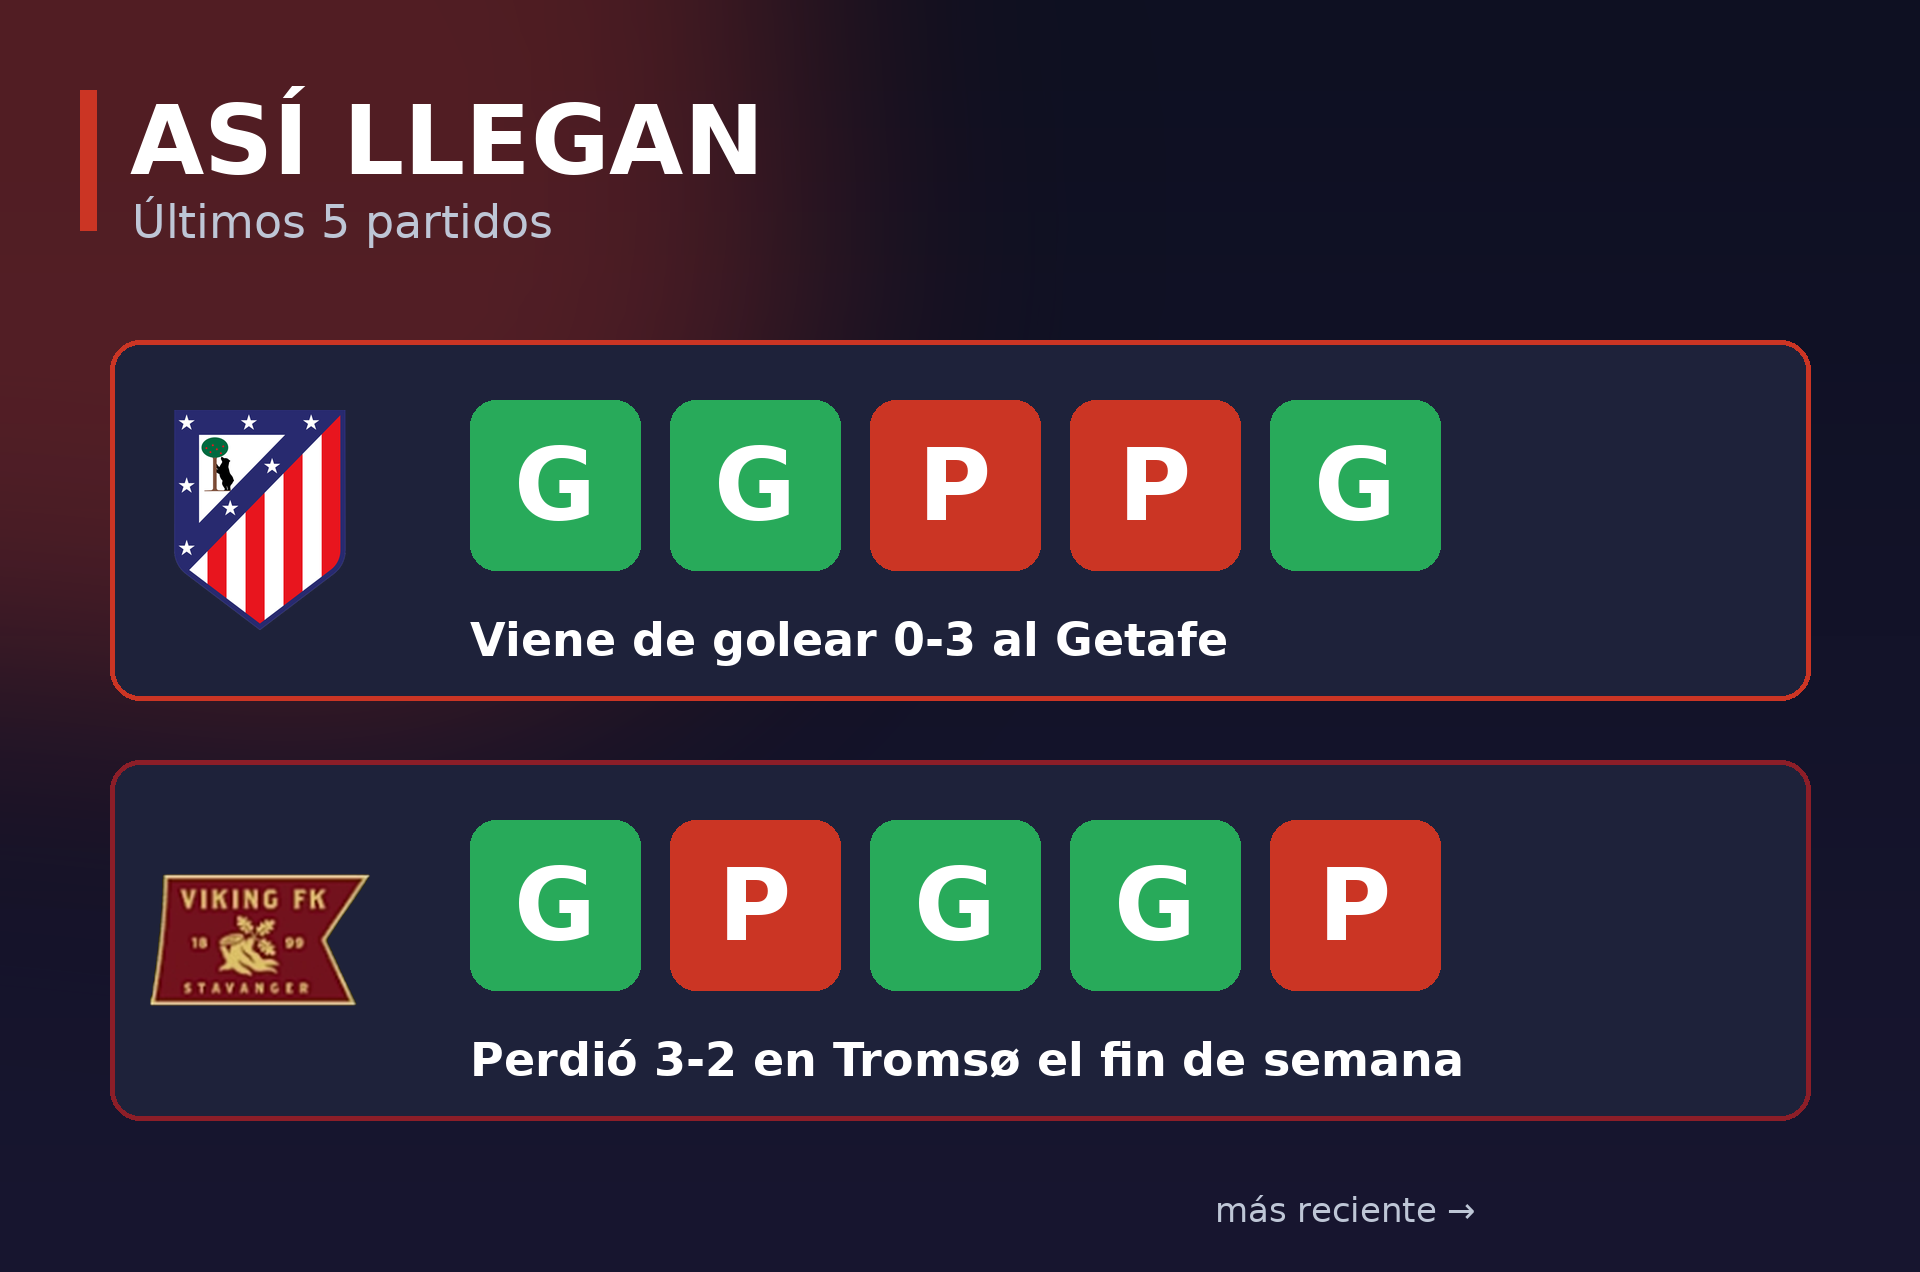 ASÍ LLEGAN
Últimos 5 partidos
G G P P G
Viene de golear 0-3 al Getafe
VIKING FK
18 99
STAVANGER
G P G G P
Perdió 3-2 en Tromsø el fin de semana
más reciente →